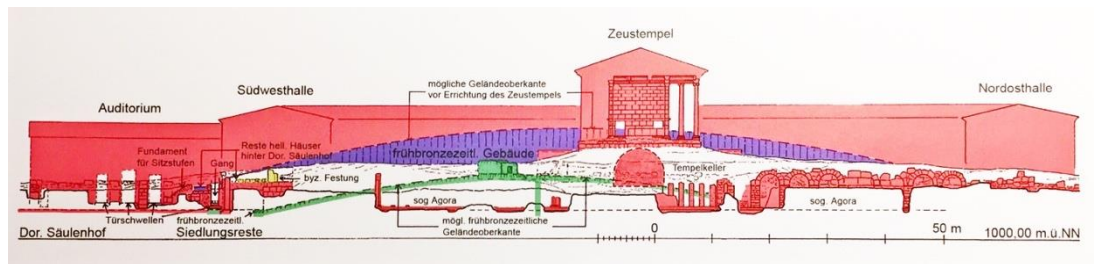 Zeustempel
mögliche Geländeoberkante
vor Errichtung des Zeustempels
Südwesthalle
Nordosthalle
Auditorium
Reste hell. Häuser
hinter Dor. Säulenhof
Fundament
für Sitzstufen
Gang
frühbronzezeitl. Gebäude
byz. Festung
Tempelkeller
sog Agora
sog. Agora
Türschwellen
frühbronzezeitl.
Siedlungsreste
mögl. frühbronzezeitliche
Geländeoberkante
Dor. Säulenhof
0
50 m
1000,00 m.ü.NN